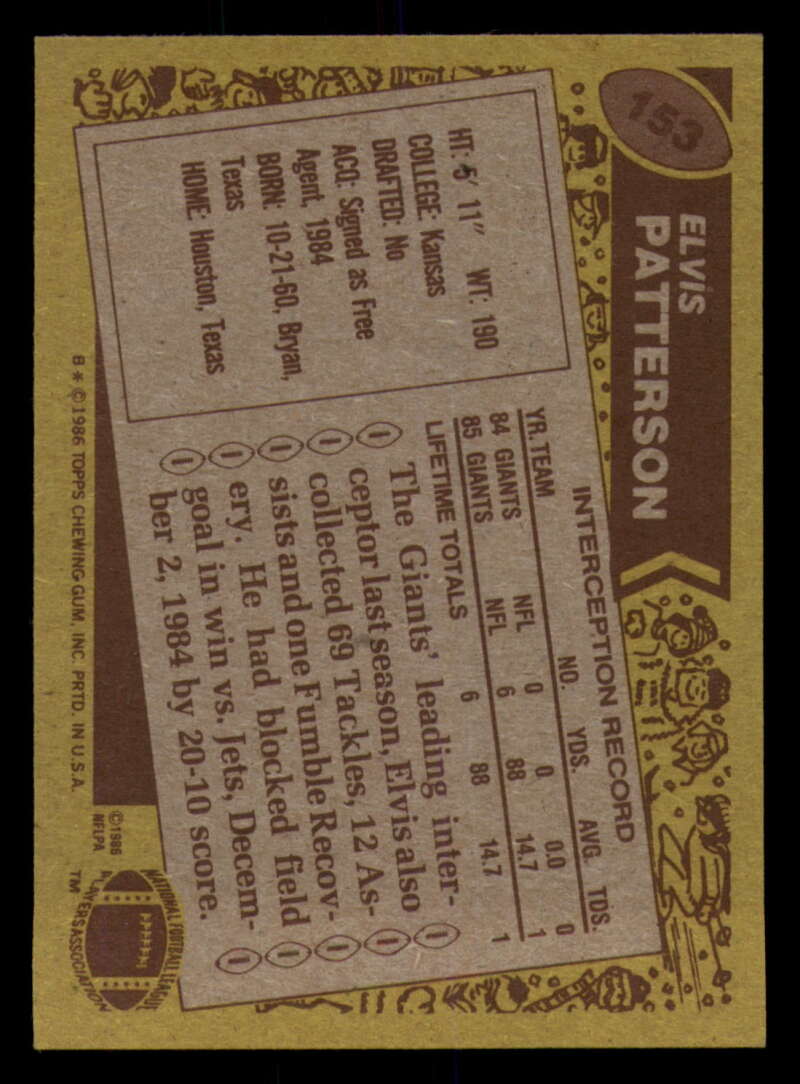 153
ELVIS
PATTERSON
HT: 5' 11" WT: 190
COLLEGE: Kansas
DRAFTED: No
ACQ: Signed as Free
Agent, 1984
BORN: 10-21-60, Bryan,
Texas
HOME: Houston, Texas
INTERCEPTION RECORD
YR. TEAM NO. YDS. AVG. TDS.
84 GIANTS NFL 0 0 0.0 0
85 GIANTS NFL 6 88 14.7 1
LIFETIME TOTALS 6 88 14.7 1
The Giants' leading inter-
ceptor last season, Elvis also
collected 69 Tackles, 12 As-
sists and one Fumble Recov-
ery. He had blocked field
goal in win vs. Jets, Decem-
ber 2, 1984 by 20-10 score.
B * © 1986 TOPPS CHEWING GUM, INC. PRTD. IN U.S.A.
© 1986
NFLPA
NATIONAL FOOTBALL LEAGUE
PLAYERS ASSOCIATION
TM